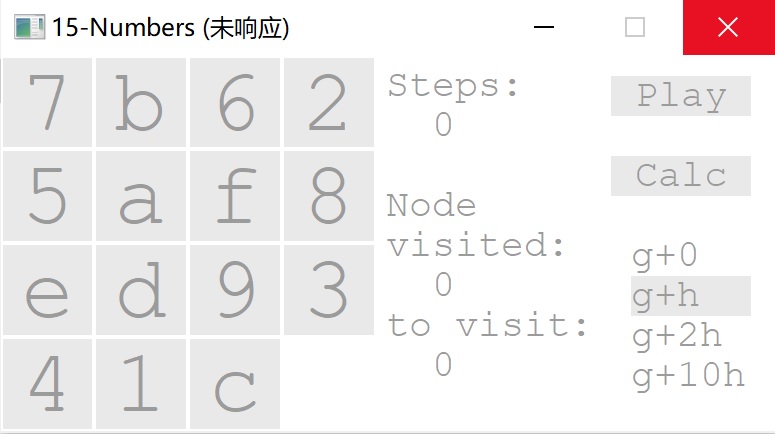 15-Numbers (未响应)
7 b 6 2
5 a f 8
e d 9 3
4 1 c
Steps:
0
Node
visited:
0
to visit:
0
Play
Calc
g+0
g+h
g+2h
g+10h